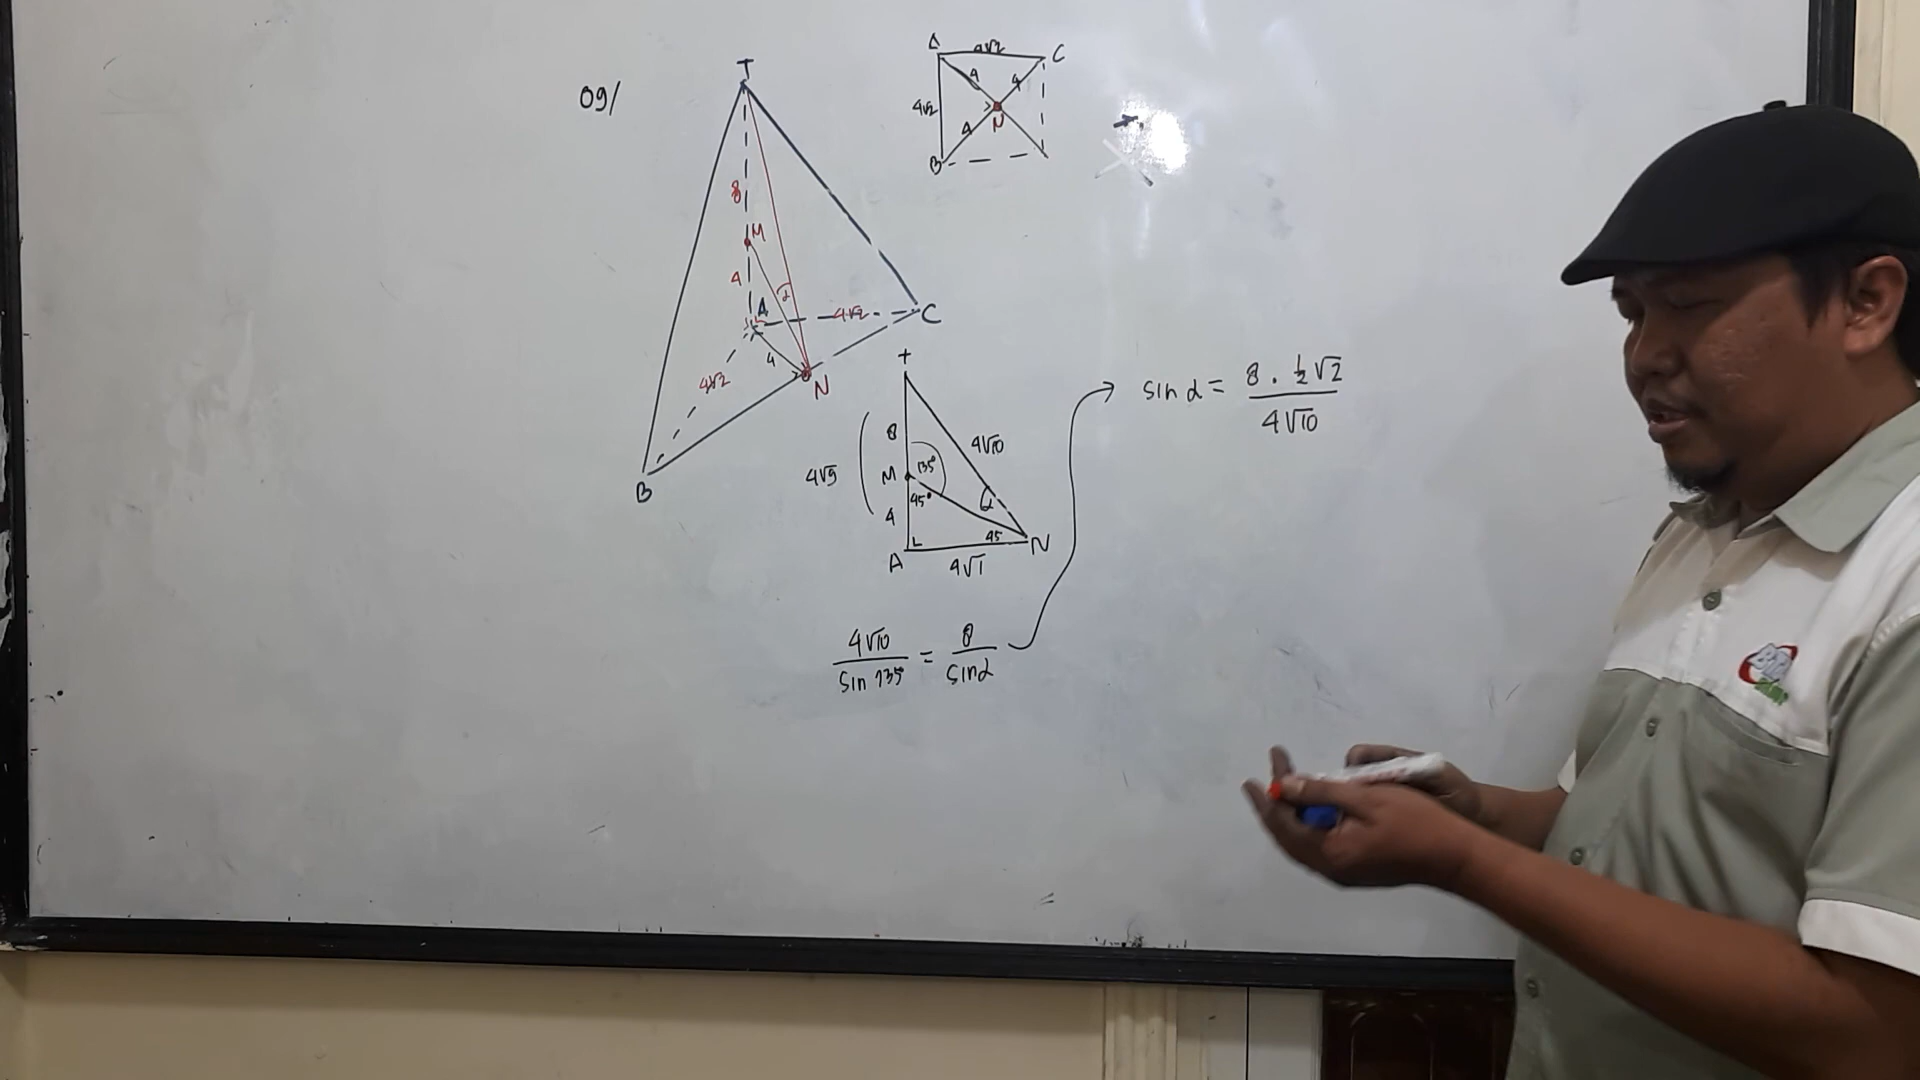 09/
T
8
M
4
α
A
4√2
C
4
4√2
N
B
A
4√2
C
4
4
4√2
N
4
B
T
8
4√10
4√9
M
135°
45°
α
4
45
A
N
4√1
4√10 / sin 135° = 8 / sin α
sin α = 8 . ½√2 / 4√10